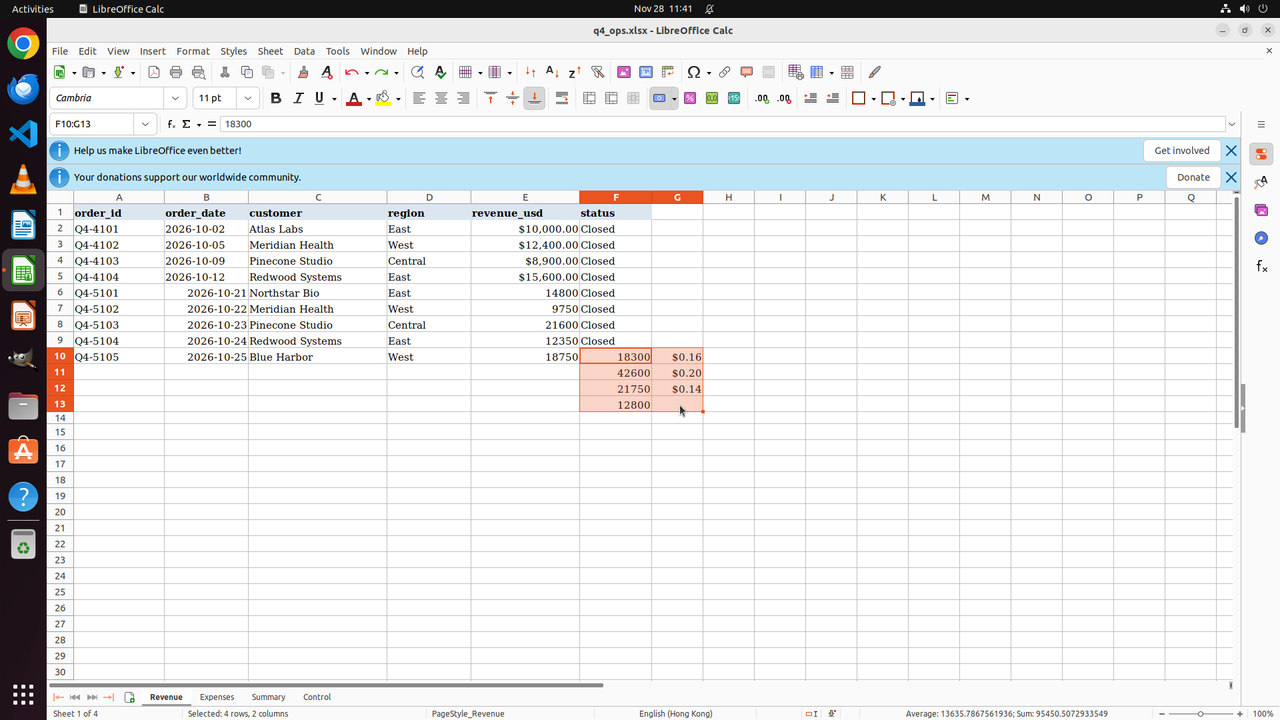 Activities
LibreOffice Calc
Nov 28 11:41
q4_ops.xlsx - LibreOffice Calc
File Edit View Insert Format Styles Sheet Data Tools Window Help
Cambria 11 pt
F10:G13 18300
Help us make LibreOffice even better! Get involved
Your donations support our worldwide community. Donate
A B C D E F G H I J K L M N O P Q
1 order_id order_date customer region revenue_usd status
2 Q4-4101 2026-10-02 Atlas Labs East $10,000.00 Closed
3 Q4-4102 2026-10-05 Meridian Health West $12,400.00 Closed
4 Q4-4103 2026-10-09 Pinecone Studio Central $8,900.00 Closed
5 Q4-4104 2026-10-12 Redwood Systems East $15,600.00 Closed
6 Q4-5101 2026-10-21 Northstar Bio East 14800 Closed
7 Q4-5102 2026-10-22 Meridian Health West 9750 Closed
8 Q4-5103 2026-10-23 Pinecone Studio Central 21600 Closed
9 Q4-5104 2026-10-24 Redwood Systems East 12350 Closed
10 Q4-5105 2026-10-25 Blue Harbor West 18750 18300 $0.16
11 42600 $0.20
12 21750 $0.14
13 12800
14
15
16
17
18
19
20
21
22
23
24
25
26
27
28
29
30
Revenue Expenses Summary Control
Sheet 1 of 4 Selected: 4 rows, 2 columns PageStyle_Revenue English (Hong Kong) Average: 13635.7867561936; Sum: 95450.5072933549 100%